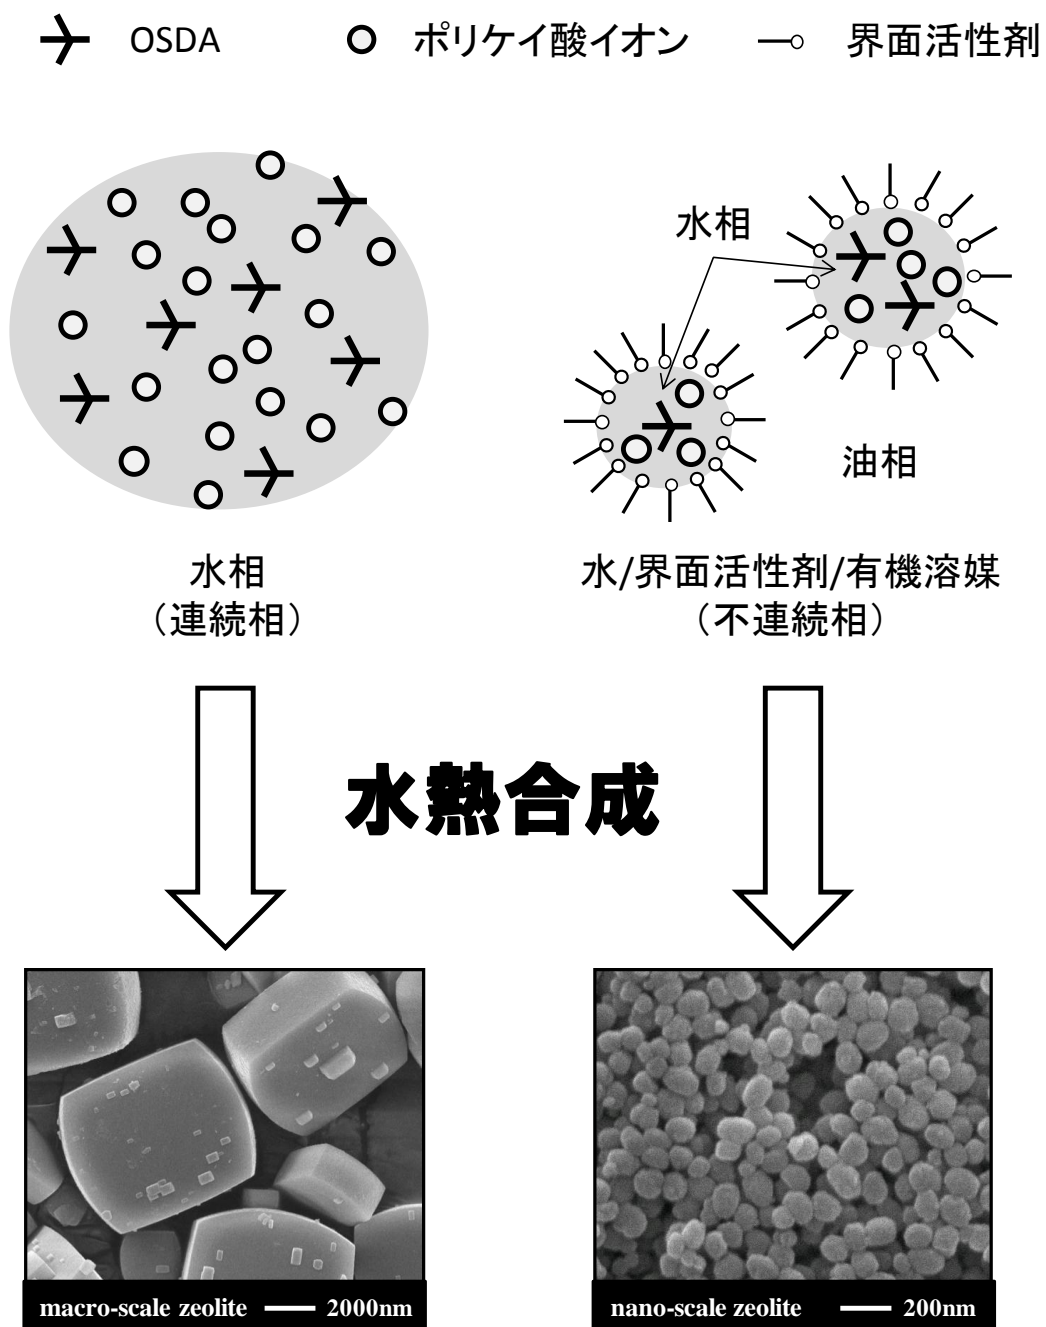 OSDA
ポリケイ酸イオン
界面活性剤
水相
油相
水相
（連続相）
水/界面活性剤/有機溶媒
（不連続相）
水熱合成
macro-scale zeolite 2000nm
nano-scale zeolite 200nm